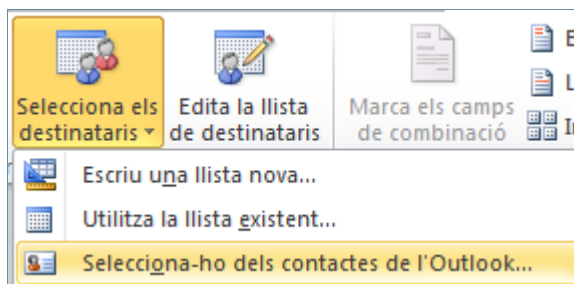 Selecciona els
destinataris
Edita la llista
de destinataris
Marca els camps
de combinació
Escriu una llista nova...
Utilitza la llista existent...
Selecciona-ho dels contactes de l'Outlook...